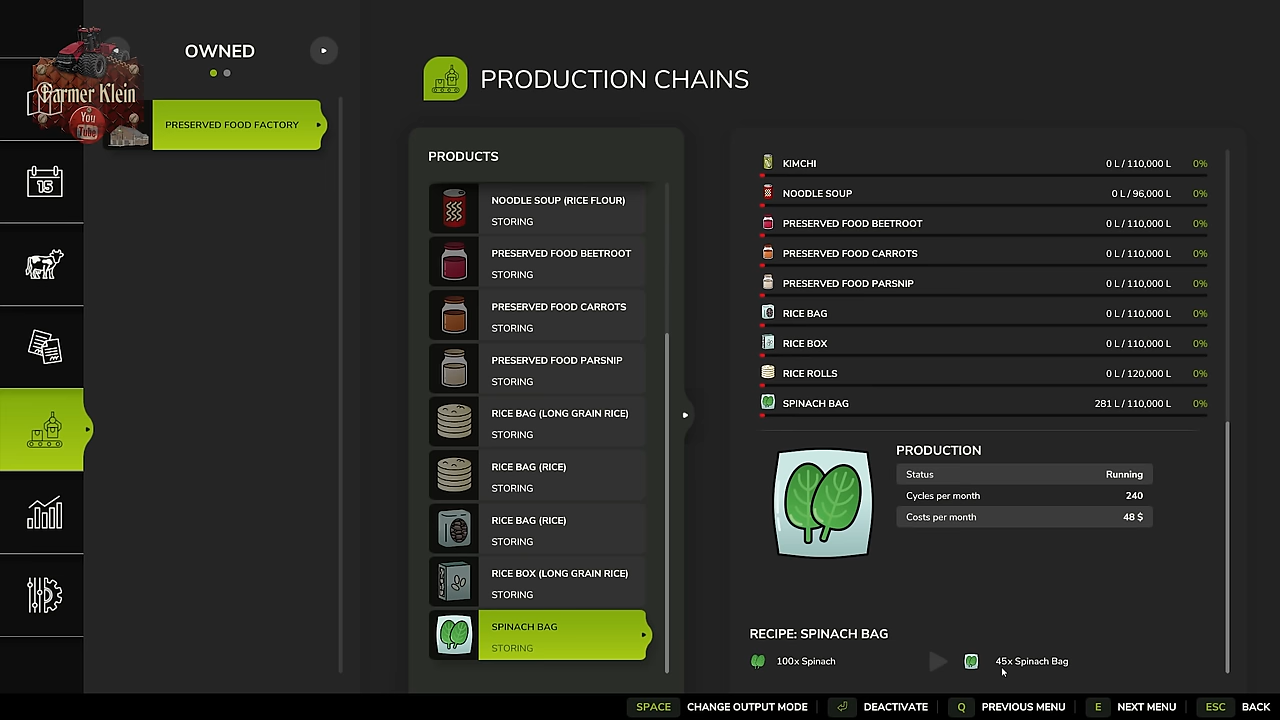 OWNED
15
Farmer Klein
You
Tube
PRESERVED FOOD FACTORY
PRODUCTION CHAINS
PRODUCTS
NOODLE SOUP (RICE FLOUR)
STORING
PRESERVED FOOD BEETROOT
STORING
PRESERVED FOOD CARROTS
STORING
PRESERVED FOOD PARSNIP
STORING
RICE BAG (LONG GRAIN RICE)
STORING
RICE BAG (RICE)
STORING
RICE BAG (RICE)
STORING
RICE BOX (LONG GRAIN RICE)
STORING
SPINACH BAG
STORING
KIMCHI 0 L / 110,000 L 0%
NOODLE SOUP 0 L / 96,000 L 0%
PRESERVED FOOD BEETROOT 0 L / 110,000 L 0%
PRESERVED FOOD CARROTS 0 L / 110,000 L 0%
PRESERVED FOOD PARSNIP 0 L / 110,000 L 0%
RICE BAG 0 L / 110,000 L 0%
RICE BOX 0 L / 110,000 L 0%
RICE ROLLS 0 L / 120,000 L 0%
SPINACH BAG 281 L / 110,000 L 0%
PRODUCTION
Status Running
Cycles per month 240
Costs per month 48 $
RECIPE: SPINACH BAG
100x Spinach 45x Spinach Bag
SPACE CHANGE OUTPUT MODE DEACTIVATE Q PREVIOUS MENU E NEXT MENU ESC BACK